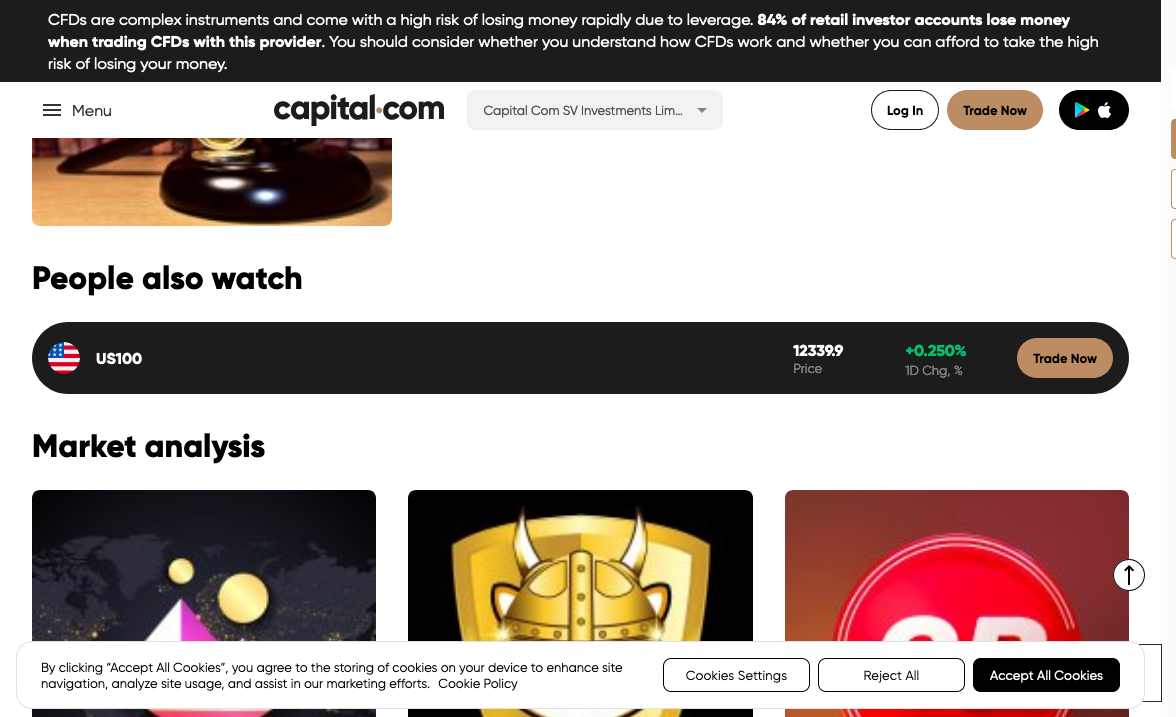 CFDs are complex instruments and come with a high risk of losing money rapidly due to leverage. 84% of retail investor accounts lose money
when trading CFDs with this provider. You should consider whether you understand how CFDs work and whether you can afford to take the high
risk of losing your money.
Menu
capital.com
Capital Com SV Investments Lim...
Log In
Trade Now
People also watch
US100
12339.9
Price
+0.250%
1D Chg, %
Trade Now
Market analysis
By clicking “Accept All Cookies”, you agree to the storing of cookies on your device to enhance site
navigation, analyze site usage, and assist in our marketing efforts. Cookie Policy
Cookies Settings
Reject All
Accept All Cookies